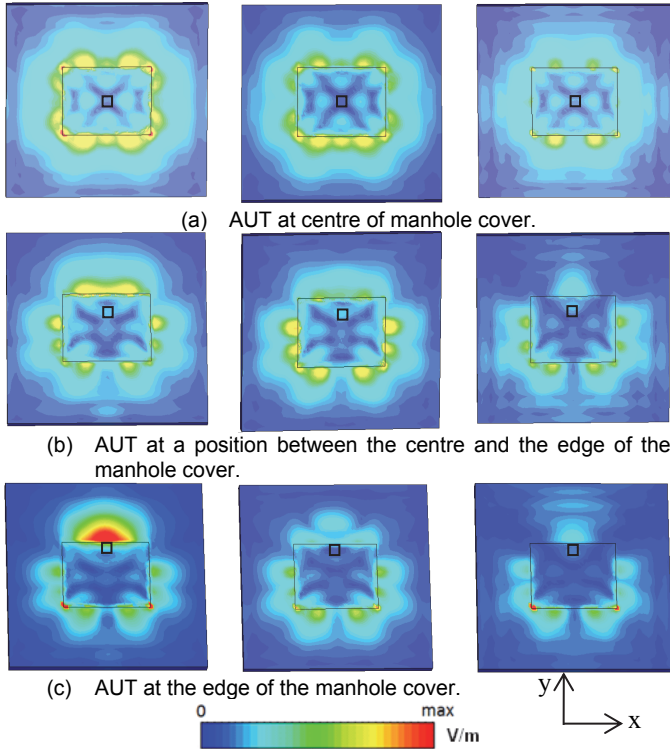 (a) AUT at centre of manhole cover.
(b) AUT at a position between the centre and the edge of the
manhole cover.
(c) AUT at the edge of the manhole cover.
y
x
0
max
V/m